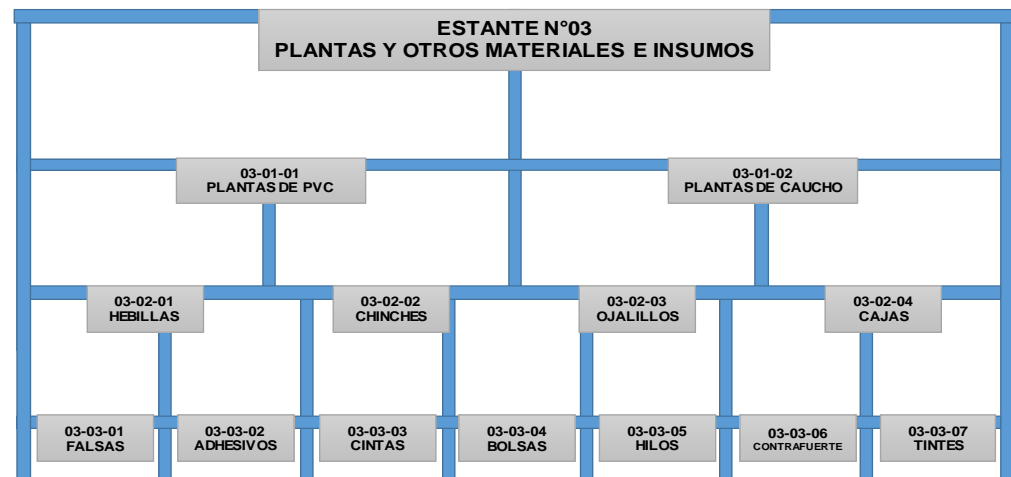 ESTANTE N°03
PLANTAS Y OTROS MATERIALES E INSUMOS
03-01-01
PLANTAS DE PVC
03-01-02
PLANTAS DE CAUCHO
03-02-01
HEBILLAS
03-02-02
CHINCHES
03-02-03
OJALILLOS
03-02-04
CAJAS
03-03-01
FALSAS
03-03-02
ADHESIVOS
03-03-03
CINTAS
03-03-04
BOLSAS
03-03-05
HILOS
03-03-06
CONTRAFUERTE
03-03-07
TINTES